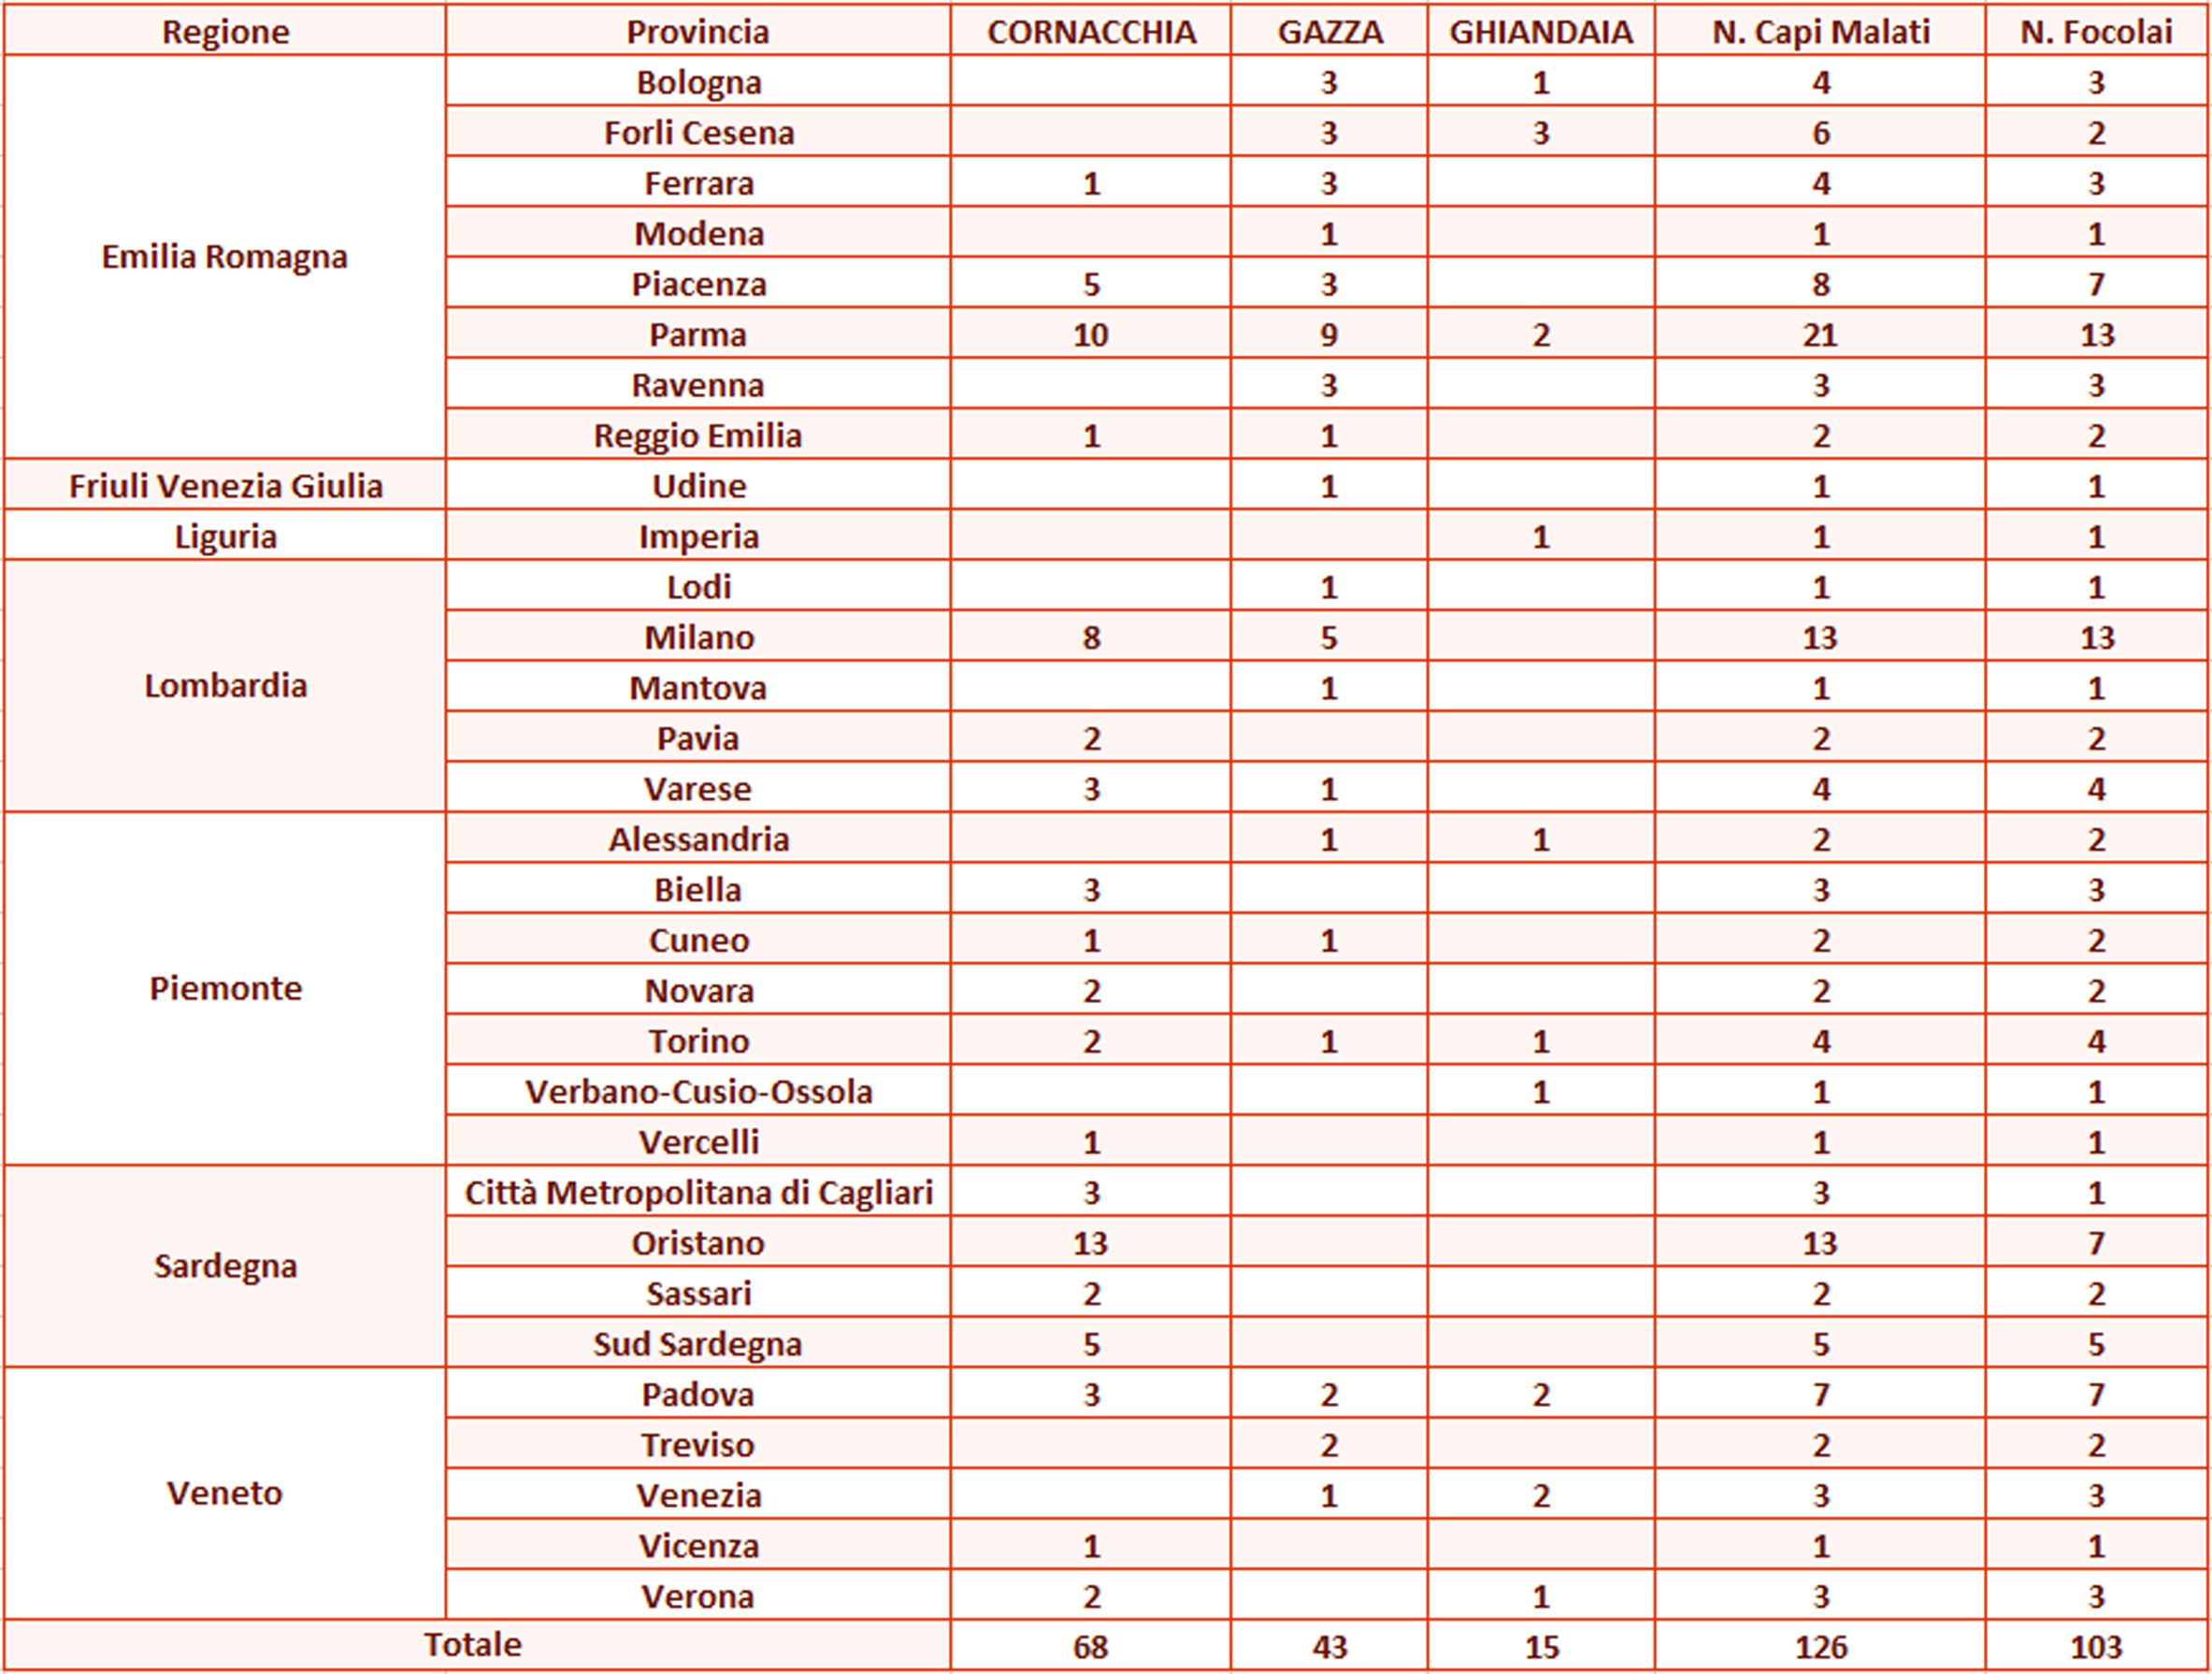 Regione Provincia CORNACCHIA GAZZA GHIANDAIA N. Capi Malati N. Focolai
Emilia Romagna
Bologna 3 1 4 3
Forli Cesena 3 3 6 2
Ferrara 1 3 4 3
Modena 1 1 1
Piacenza 5 3 8 7
Parma 10 9 2 21 13
Ravenna 3 3 3
Reggio Emilia 1 1 2 2
Friuli Venezia Giulia Udine 1 1 1
Liguria Imperia 1 1 1
Lombardia
Lodi 1 1 1
Milano 8 5 13 13
Mantova 1 1 1
Pavia 2 2 2
Varese 3 1 4 4
Piemonte
Alessandria 1 1 2 2
Biella 3 3 3
Cuneo 1 1 2 2
Novara 2 2 2
Torino 2 1 1 4 4
Verbano-Cusio-Ossola 1 1 1
Vercelli 1 1 1
Sardegna
Città Metropolitana di Cagliari 3 3 1
Oristano 13 13 7
Sassari 2 2 2
Sud Sardegna 5 5 5
Veneto
Padova 3 2 2 7 7
Treviso 2 2 2
Venezia 1 2 3 3
Vicenza 1 1 1
Verona 2 1 3 3
Totale 68 43 15 126 103